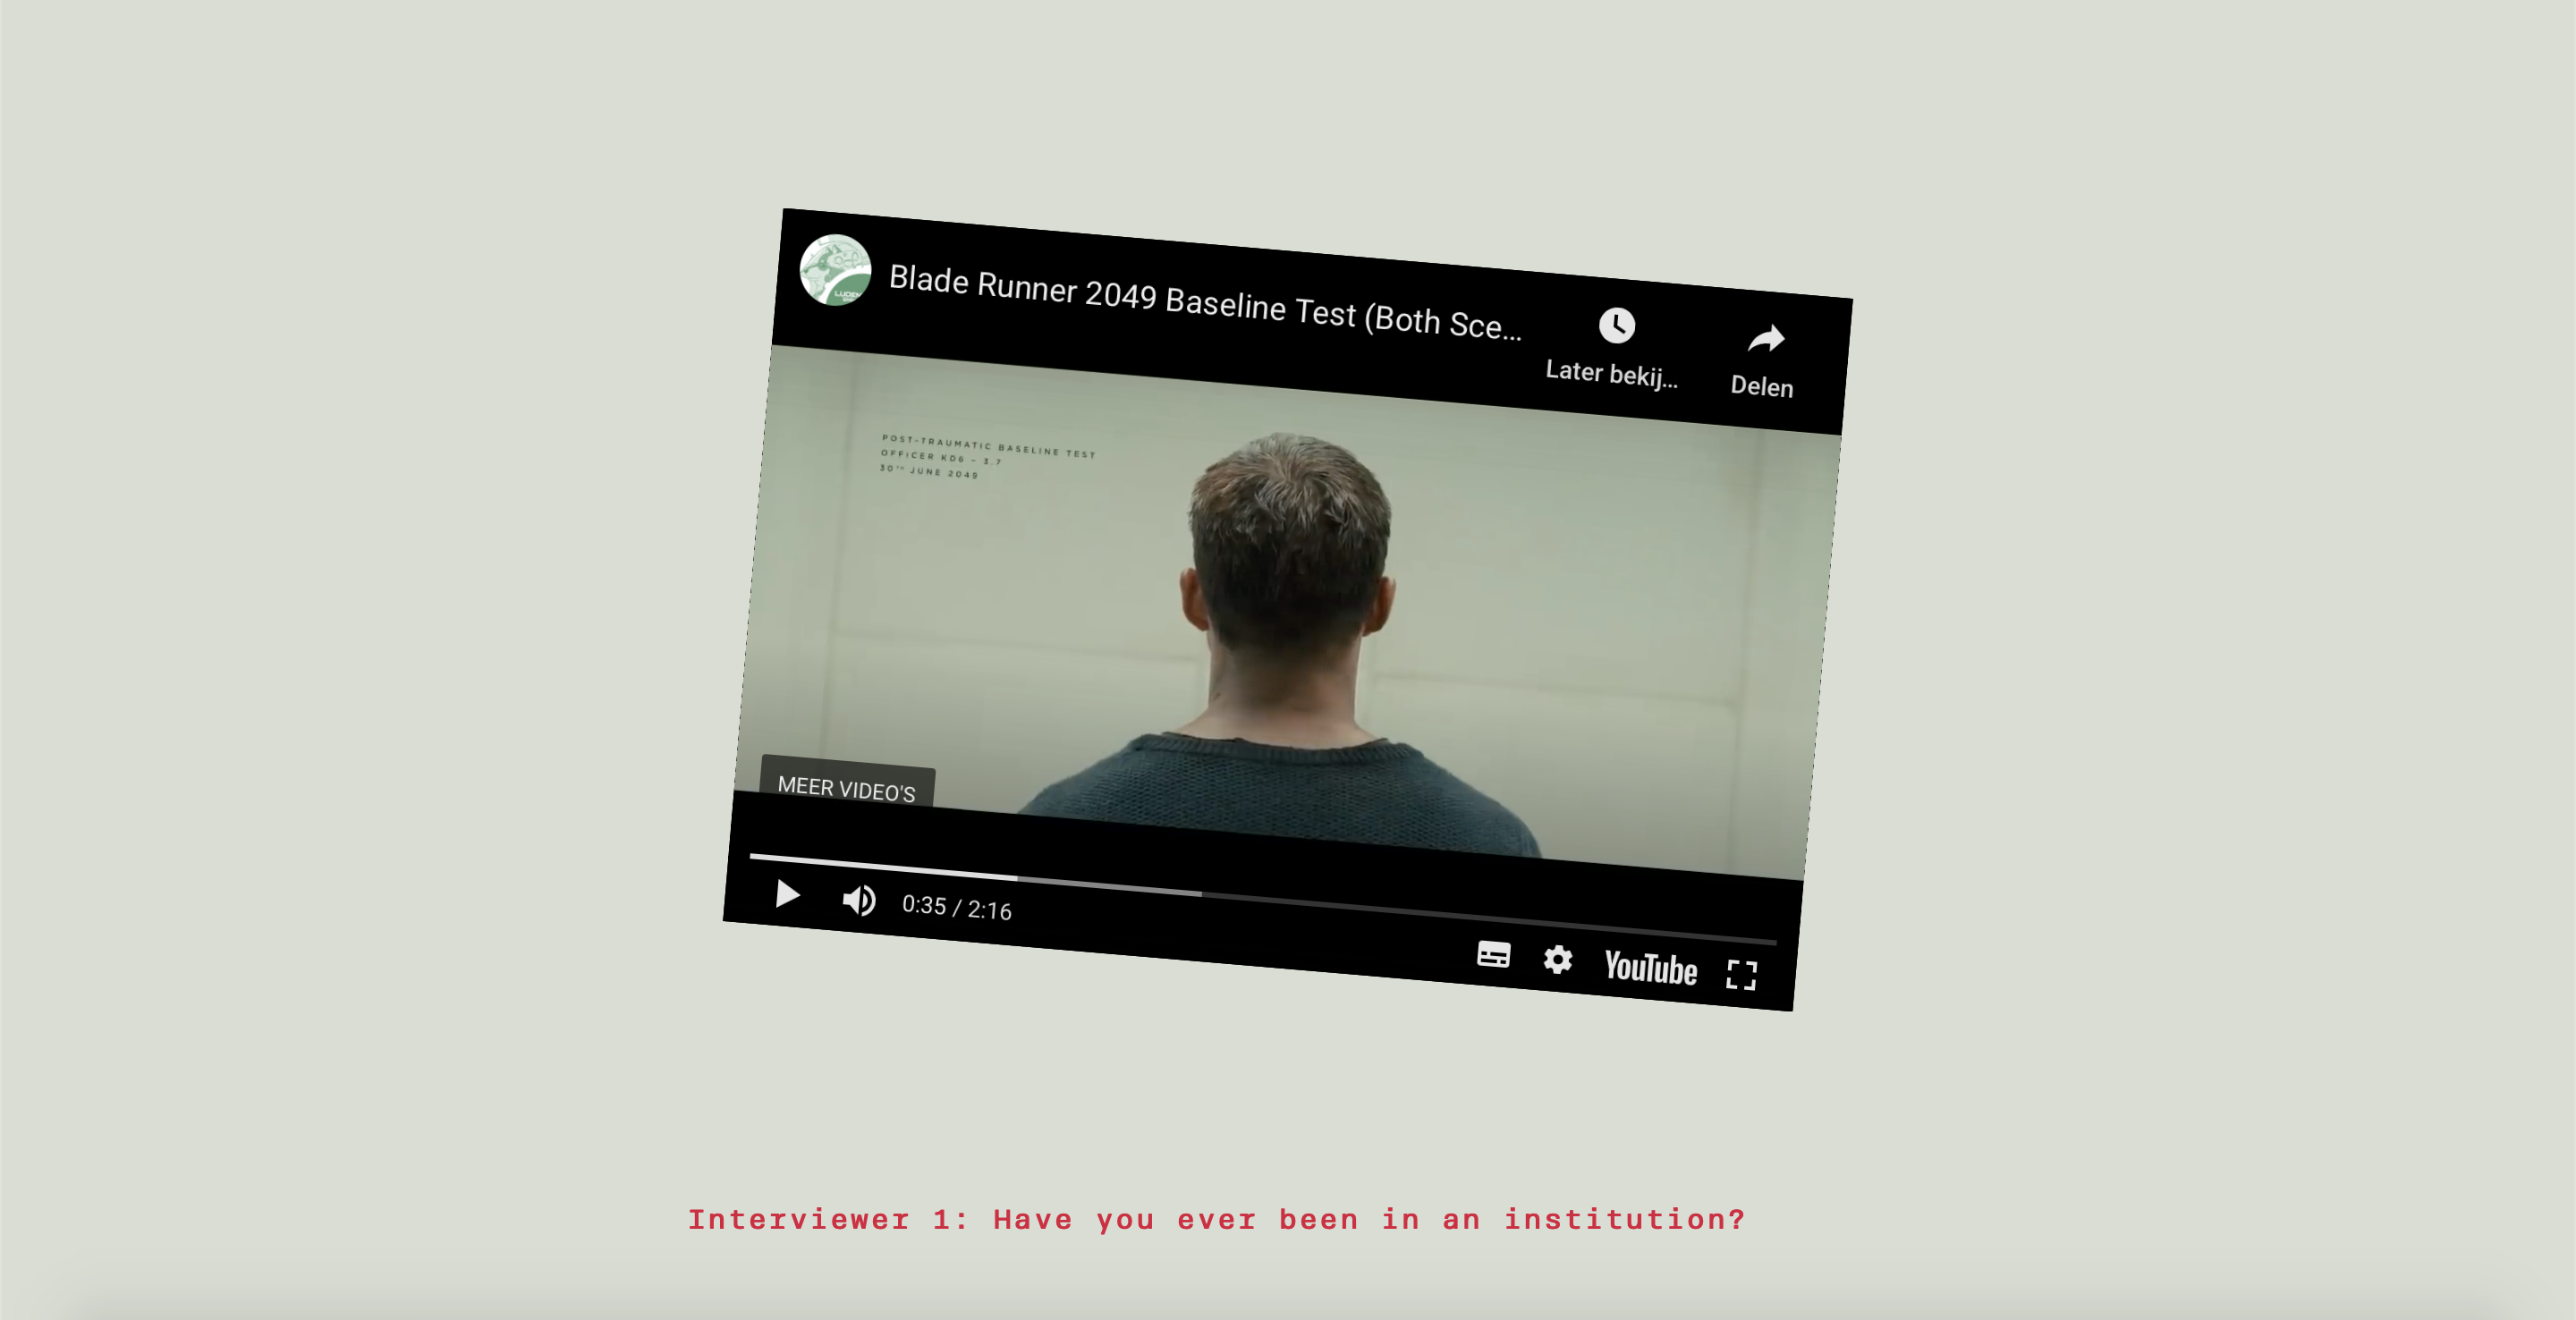 Blade Runner 2049 Baseline Test (Both Sce...
Later bekij...
Delen
POST-TRAUMATIC BASELINE TEST
OFFICER KD6 – 3.7
30TH JUNE 2049
MEER VIDEO'S
0:35 / 2:16
YouTube
Interviewer 1: Have you ever been in an institution?